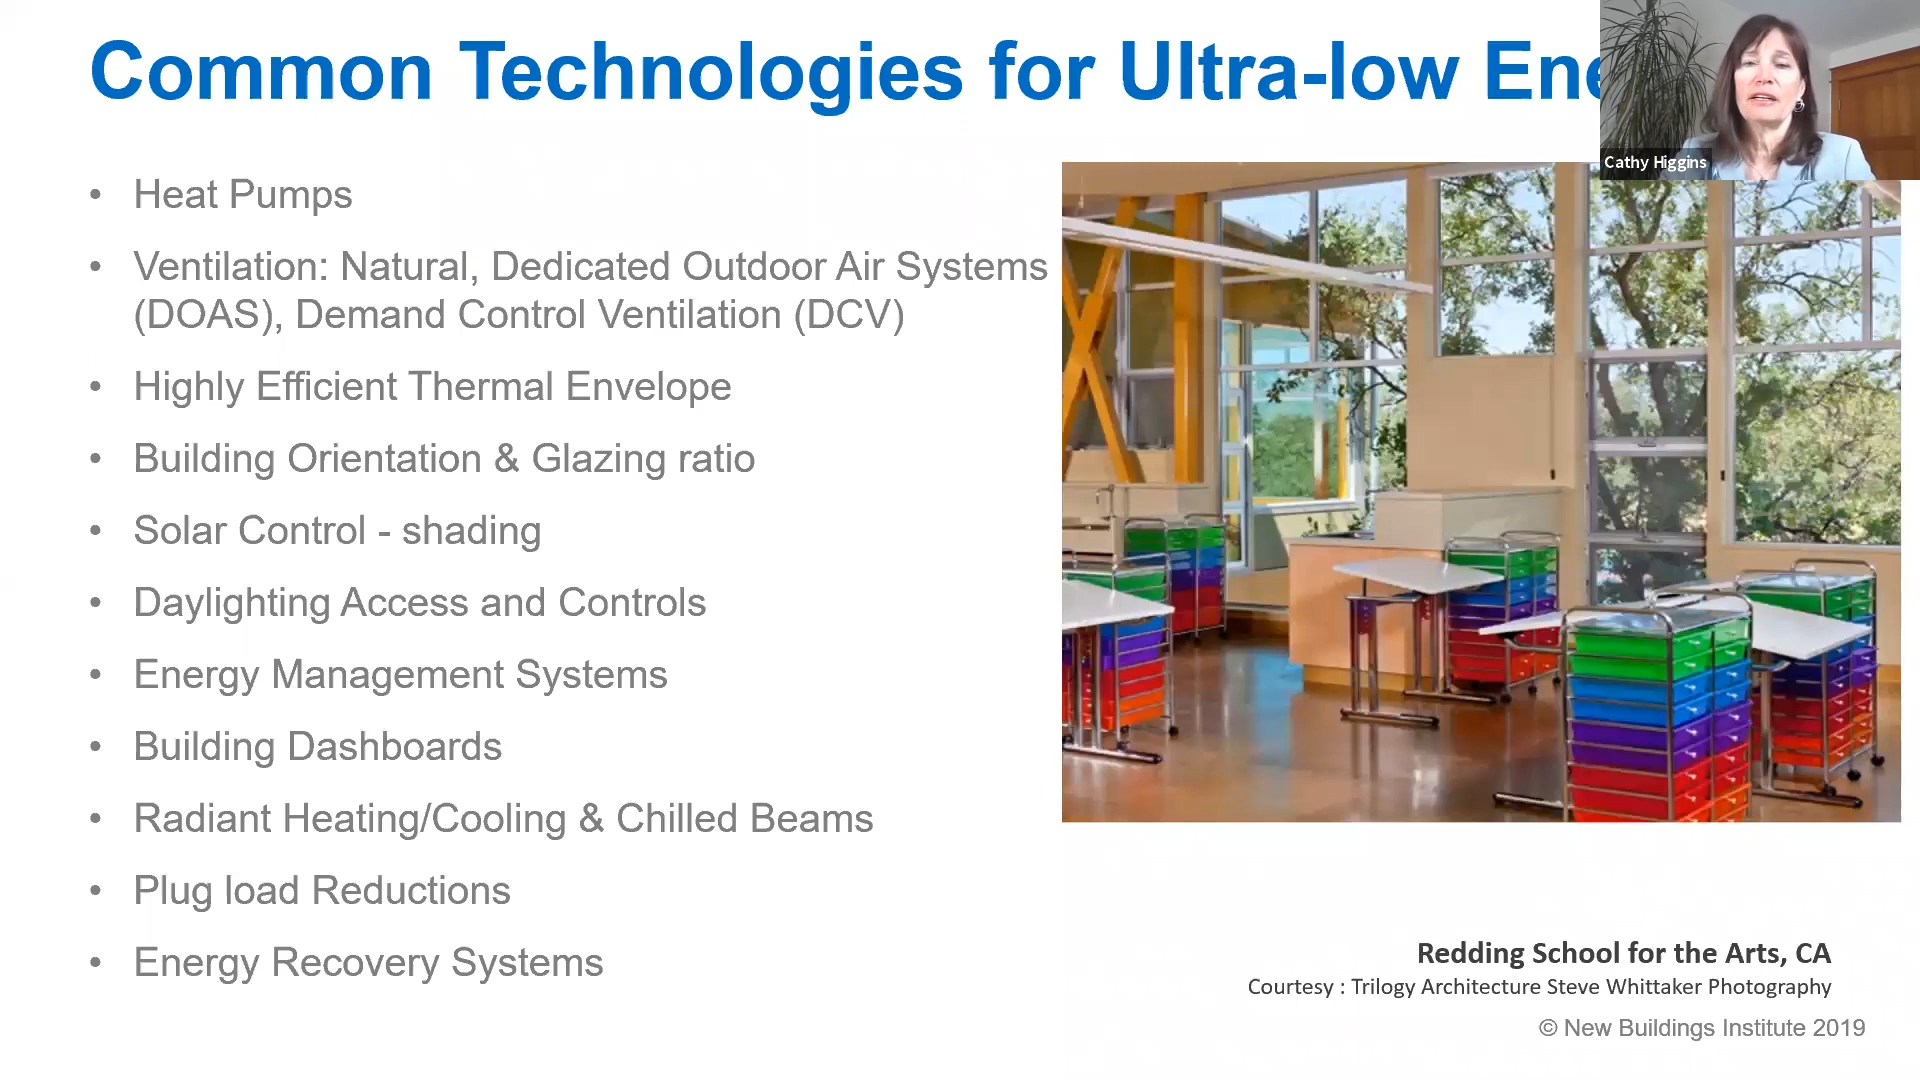 Common Technologies for Ultra-low Ene
Cathy Higgins
• Heat Pumps
• Ventilation: Natural, Dedicated Outdoor Air Systems
(DOAS), Demand Control Ventilation (DCV)
• Highly Efficient Thermal Envelope
• Building Orientation & Glazing ratio
• Solar Control - shading
• Daylighting Access and Controls
• Energy Management Systems
• Building Dashboards
• Radiant Heating/Cooling & Chilled Beams
• Plug load Reductions
• Energy Recovery Systems
Redding School for the Arts, CA
Courtesy : Trilogy Architecture Steve Whittaker Photography
© New Buildings Institute 2019